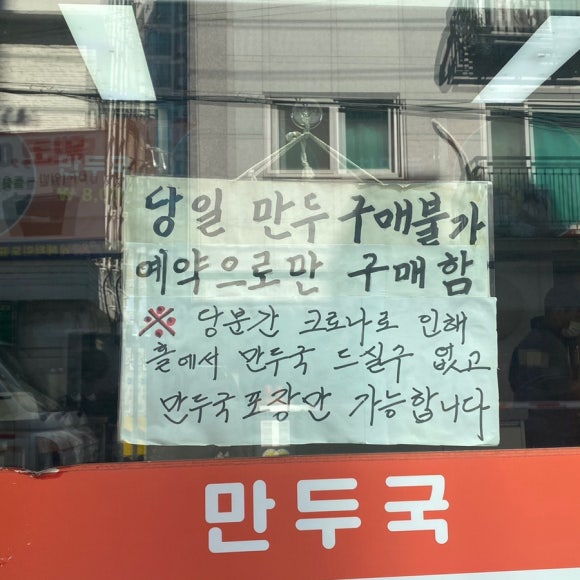 당일 만두 구매불가
예약으로만 구매함
※ 당분간 크로나로 인해
홀에서 만두국 드실구 없고
만두국포장만 가능합니다
만두국